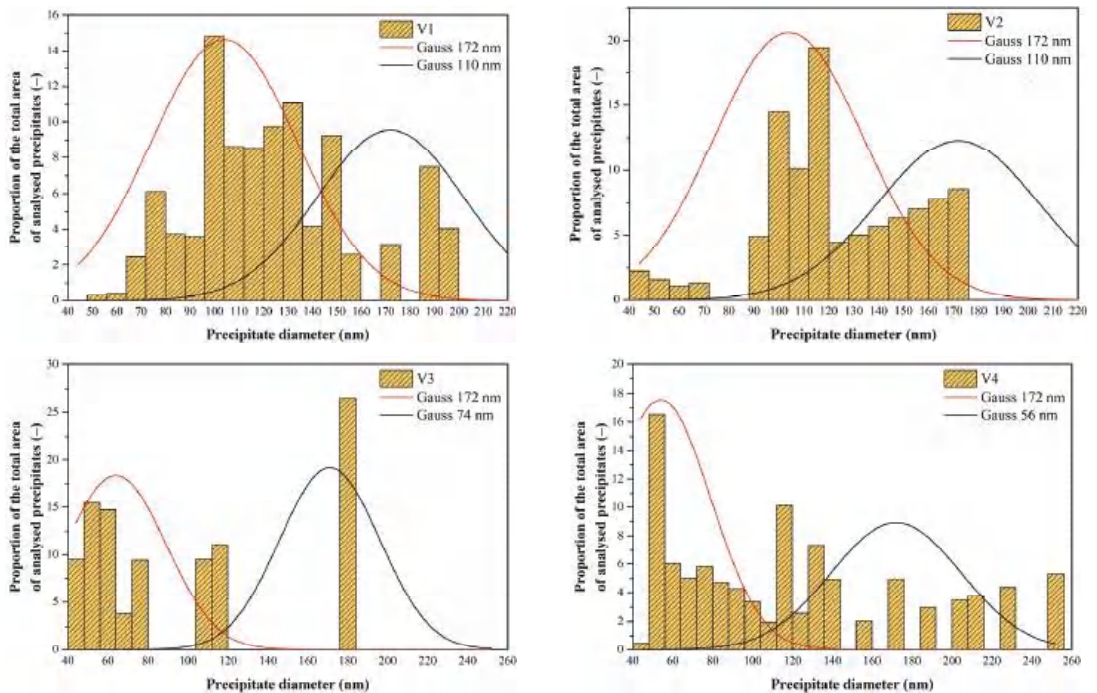 16
14
12
10
8
6
4
2
0
Proportion of the total area
of analysed precipitates (–)
V1
Gauss 172 nm
Gauss 110 nm
40 50 60 70 80 90 100 110 120 130 140 150 160 170 180 190 200 210 220
Precipitate diameter (nm)
20
15
10
5
0
Proportion of the total area
of analysed precipitates (–)
V2
Gauss 172 nm
Gauss 110 nm
40 50 60 70 80 90 100 110 120 130 140 150 160 170 180 190 200 210 220
Precipitate diameter (nm)
30
25
20
15
10
5
0
Proportion of the total area
of analysed precipitates (–)
V3
Gauss 172 nm
Gauss 74 nm
40 60 80 100 120 140 160 180 200 220 240 260
Precipitate diameter (nm)
20
18
16
14
12
10
8
6
4
2
0
Proportion of the total area
of analysed precipitates (–)
V4
Gauss 172 nm
Gauss 56 nm
40 60 80 100 120 140 160 180 200 220 240 260
Precipitate diameter (nm)